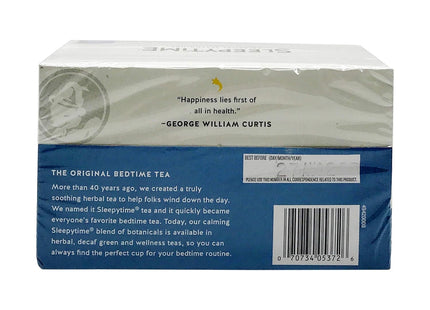 SLEEPYTIME
"Happiness lies first of
all in health."
–GEORGE WILLIAM CURTIS
THE ORIGINAL BEDTIME TEA
More than 40 years ago, we created a truly
soothing herbal tea to help folks wind down the day.
We named it Sleepytime® tea and it quickly became
everyone's favorite bedtime tea. Today, our calming
Sleepytime® blend of botanicals is available in
herbal, decaf green and wellness teas, so you can
always find the perfect cup for your bedtime routine.
BEST BEFORE (DAY/MONTH/YEAR)
PLEASE USE THIS NUMBER IN ALL CORRESPONDENCE RELATED TO THIS PRODUCT.
0 70734 05372 6